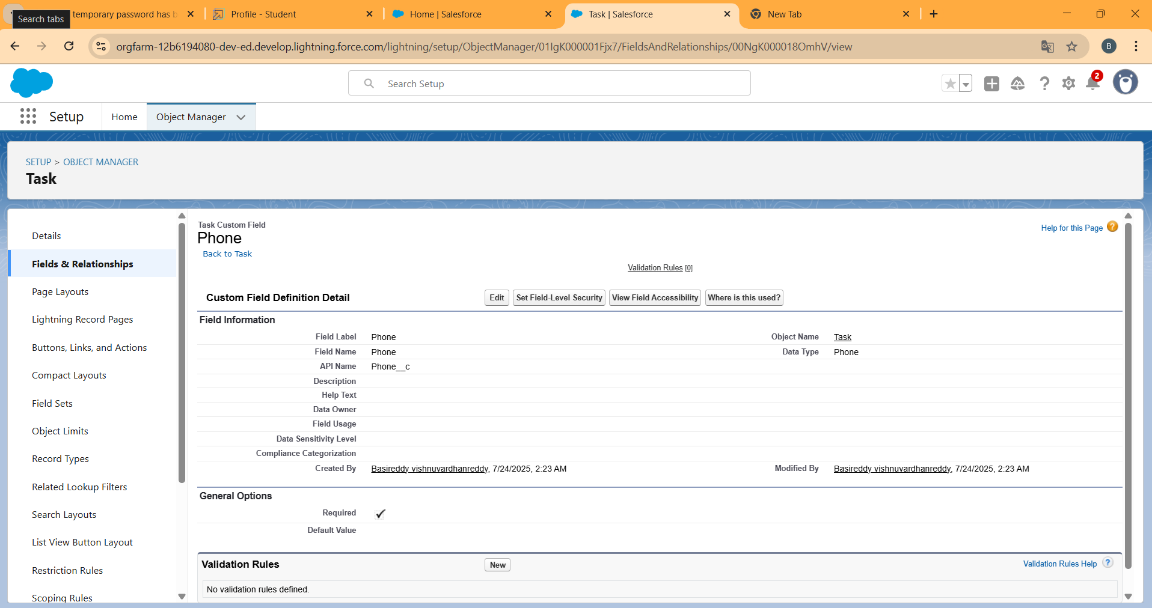 Search tabs
temporary password has b
Profile - Student
Home | Salesforce
Task | Salesforce
New Tab
orgfarm-12b6194080-dev-ed.develop.lightning.force.com/lightning/setup/ObjectManager/01IgK000001Fjx7/FieldsAndRelationships/00NgK000018OmhV/view
B
Search Setup
2
Setup
Home
Object Manager
SETUP > OBJECT MANAGER
Task
Details
Fields & Relationships
Page Layouts
Lightning Record Pages
Buttons, Links, and Actions
Compact Layouts
Field Sets
Object Limits
Record Types
Related Lookup Filters
Search Layouts
List View Button Layout
Restriction Rules
Scoping Rules
Task Custom Field
Phone
Back to Task
Help for this Page
Validation Rules [0]
Custom Field Definition Detail
Edit
Set Field-Level Security
View Field Accessibility
Where is this used?
Field Information
Field Label Phone Object Name Task
Field Name Phone Data Type Phone
API Name Phone__c
Description
Help Text
Data Owner
Field Usage
Data Sensitivity Level
Compliance Categorization
Created By Basireddy vishnuvardhanreddy, 7/24/2025, 2:23 AM Modified By Basireddy vishnuvardhanreddy, 7/24/2025, 2:23 AM
General Options
Required
Default Value
Validation Rules
New
Validation Rules Help
No validation rules defined.